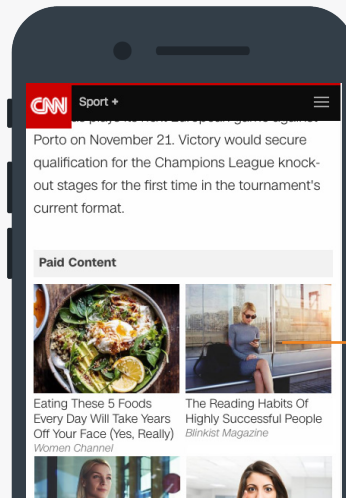 CNN Sport +
Porto on November 21. Victory would secure
qualification for the Champions League knock-
out stages for the first time in the tournament's
current format.
Paid Content
Eating These 5 Foods
Every Day Will Take Years
Off Your Face (Yes, Really)
Women Channel
The Reading Habits Of
Highly Successful People
Blinkist Magazine